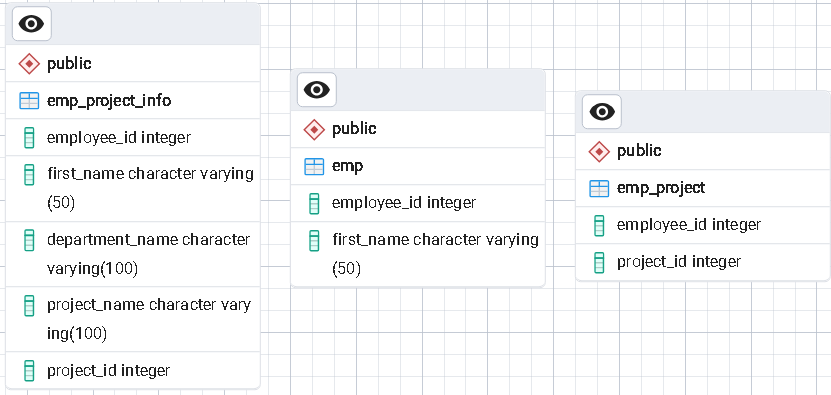 public
emp_project_info
employee_id integer
first_name character varying
(50)
department_name character
varying(100)
project_name character vary
ing(100)
project_id integer
public
emp
employee_id integer
first_name character varying
(50)
public
emp_project
employee_id integer
project_id integer